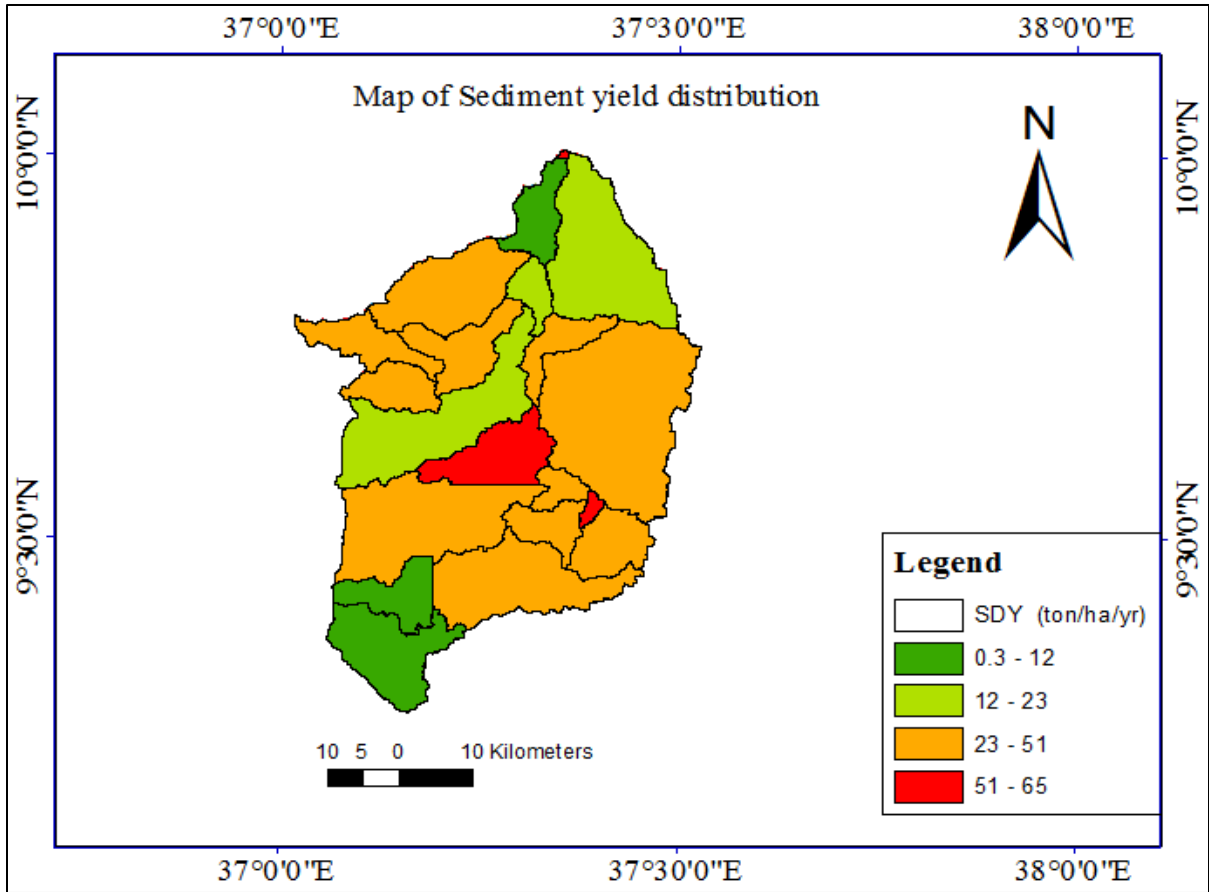 37°0'0"E 37°30'0"E 38°0'0"E
Map of Sediment yield distribution
N
10°0'0"N
10°0'0"N
9°30'0"N
9°30'0"N
Legend
SDY (ton/ha/yr)
0.3 - 12
12 - 23
23 - 51
51 - 65
10 5 0 10 Kilometers
37°0'0"E 37°30'0"E 38°0'0"E